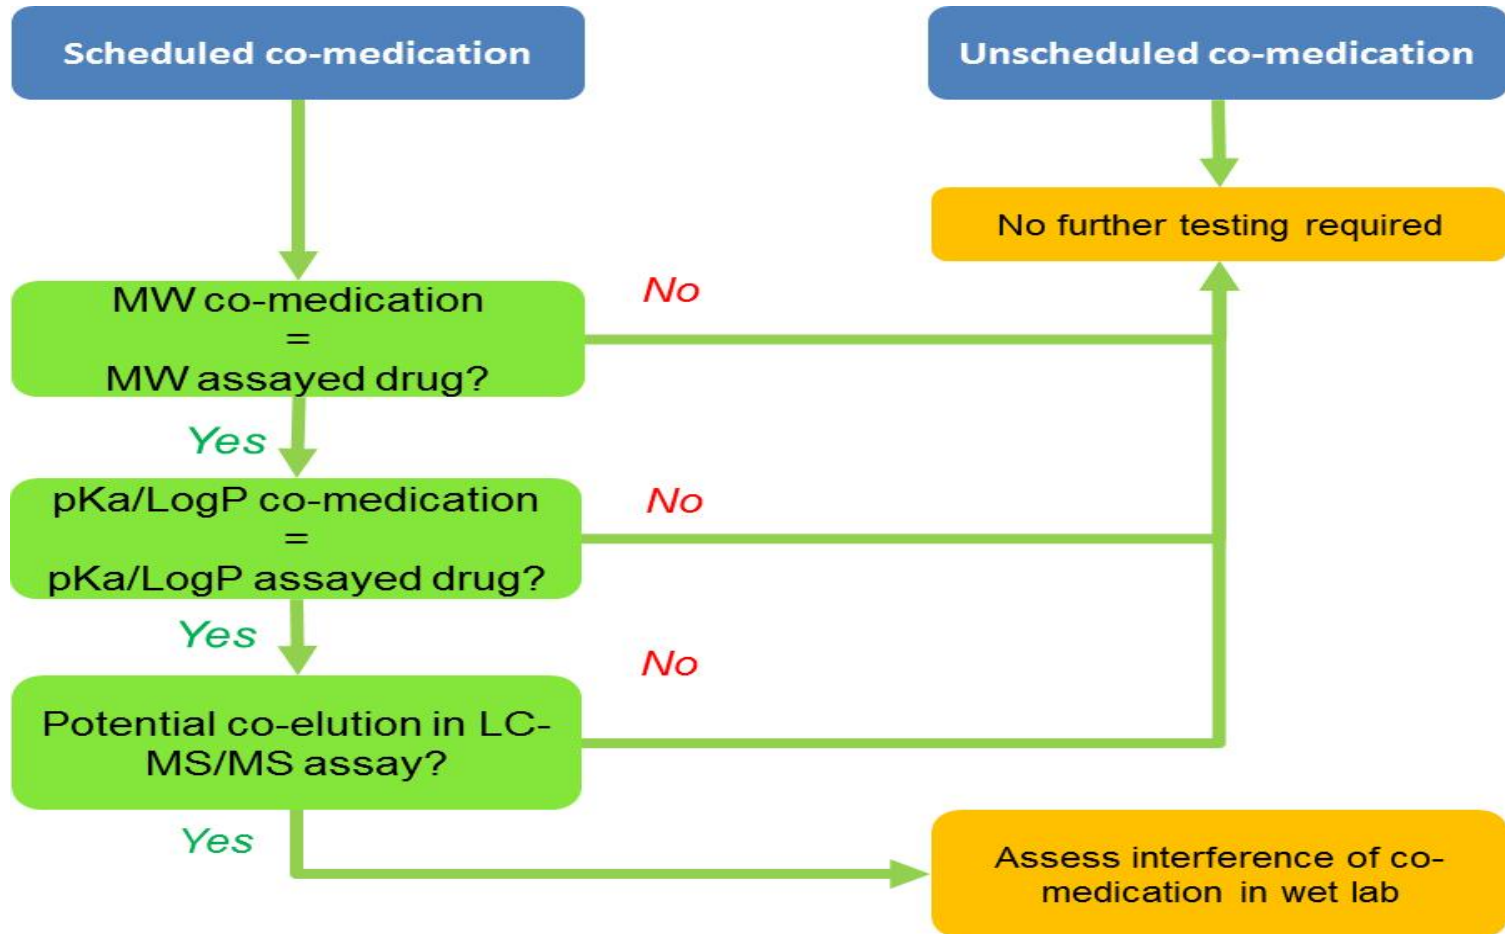 Scheduled co-medication
Unscheduled co-medication
No further testing required
MW co-medication
=
MW assayed drug?
No
Yes
pKa/LogP co-medication
=
pKa/LogP assayed drug?
No
Yes
Potential co-elution in LC-
MS/MS assay?
No
Yes
Assess interference of co-
medication in wet lab